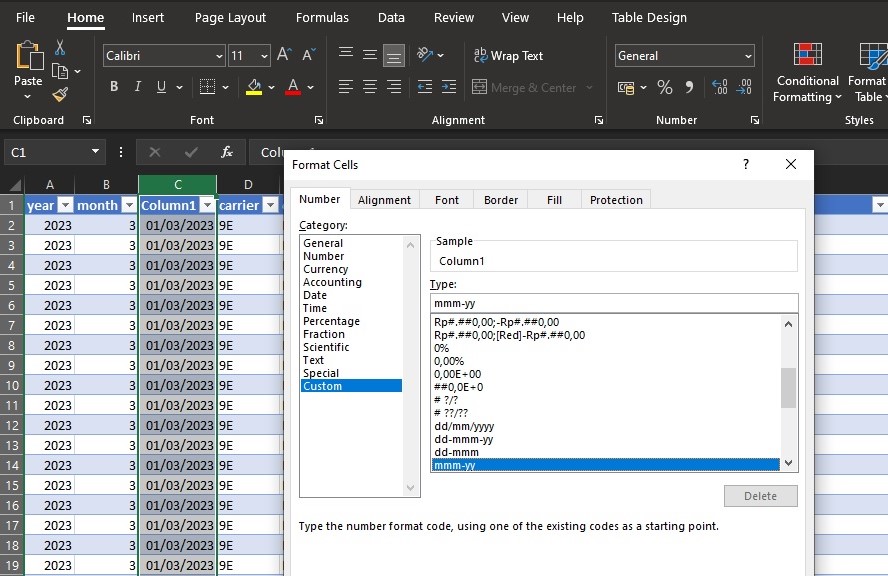 File Home Insert Page Layout Formulas Data Review View Help Table Design
Paste
Calibri 11 A A
B I U A
ab Wrap Text
Merge & Center
General
% 9 ,00
Conditional Formatting
Format Table
Clipboard Font Alignment Number Styles
C1 fx
Format Cells ? X
A B C D
1 year month Column1 carrier
2 2023 3 01/03/2023 9E
3 2023 3 01/03/2023 9E
4 2023 3 01/03/2023 9E
5 2023 3 01/03/2023 9E
6 2023 3 01/03/2023 9E
7 2023 3 01/03/2023 9E
8 2023 3 01/03/2023 9E
9 2023 3 01/03/2023 9E
10 2023 3 01/03/2023 9E
11 2023 3 01/03/2023 9E
12 2023 3 01/03/2023 9E
13 2023 3 01/03/2023 9E
14 2023 3 01/03/2023 9E
15 2023 3 01/03/2023 9E
16 2023 3 01/03/2023 9E
17 2023 3 01/03/2023 9E
18 2023 3 01/03/2023 9E
19 2023 3 01/03/2023 9E
Number Alignment Font Border Fill Protection
Category:
General
Number
Currency
Accounting
Date
Time
Percentage
Fraction
Scientific
Text
Special
Custom
Sample
Column1
Type:
mmm-yy
Rp#.##0,00;-Rp#.##0,00
Rp#.##0,00;[Red]-Rp#.##0,00
0%
0,00%
0,00E+00
##0,0E+0
# ?/?
# ??/??
dd/mm/yyyy
dd-mmm-yy
dd-mmm
mmm-yy
Delete
Type the number format code, using one of the existing codes as a starting point.